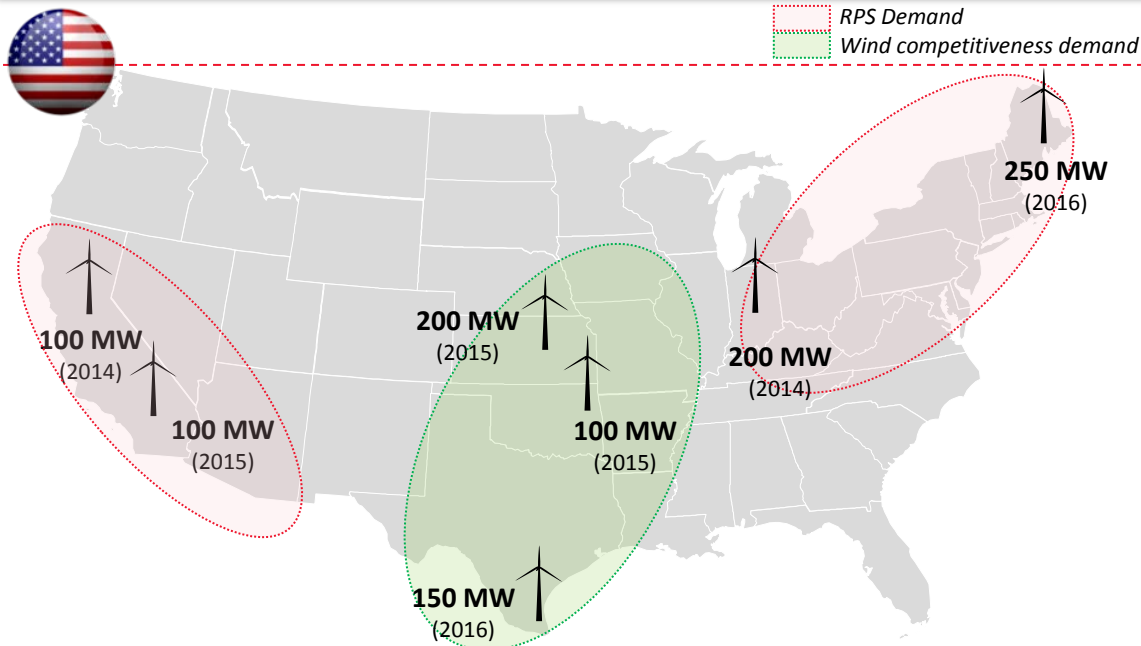 RPS Demand
Wind competitiveness demand
250 MW
(2016)
100 MW
(2014)
200 MW
(2015)
200 MW
(2014)
100 MW
(2015)
100 MW
(2015)
150 MW
(2016)